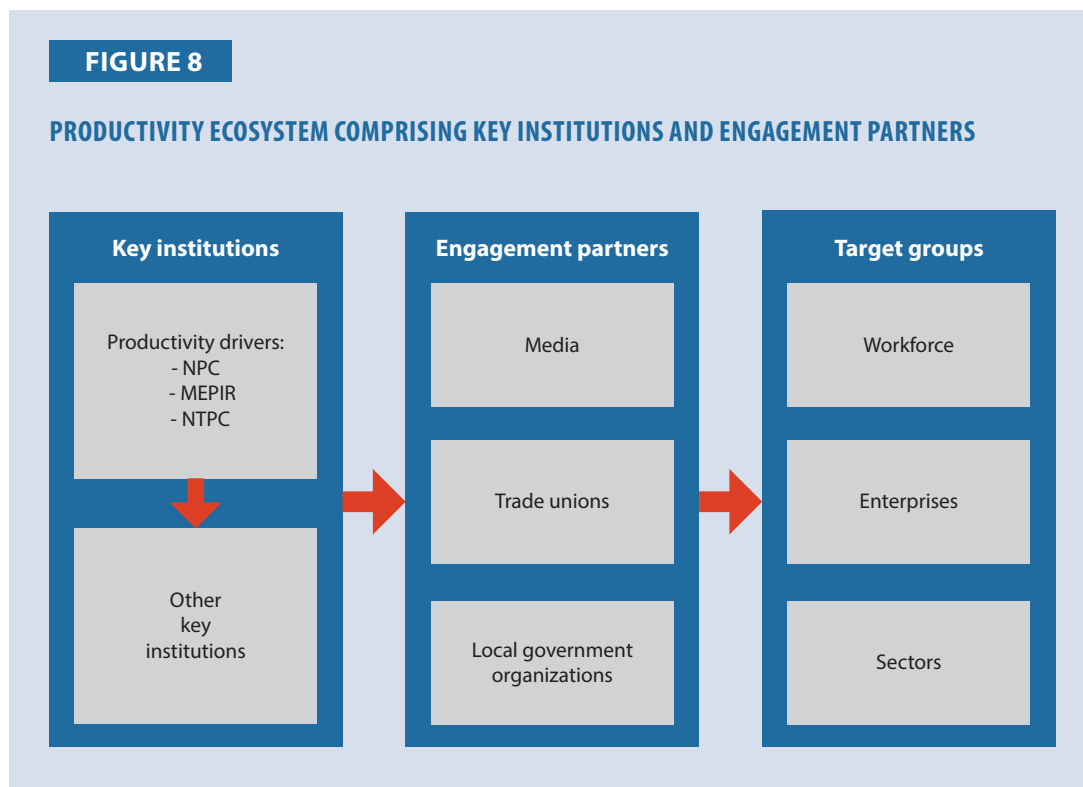 FIGURE 8
PRODUCTIVITY ECOSYSTEM COMPRISING KEY INSTITUTIONS AND ENGAGEMENT PARTNERS
Key institutions
Productivity drivers:
- NPC
- MEPIR
- NTPC
Other
key
institutions
Engagement partners
Media
Trade unions
Local government
organizations
Target groups
Workforce
Enterprises
Sectors